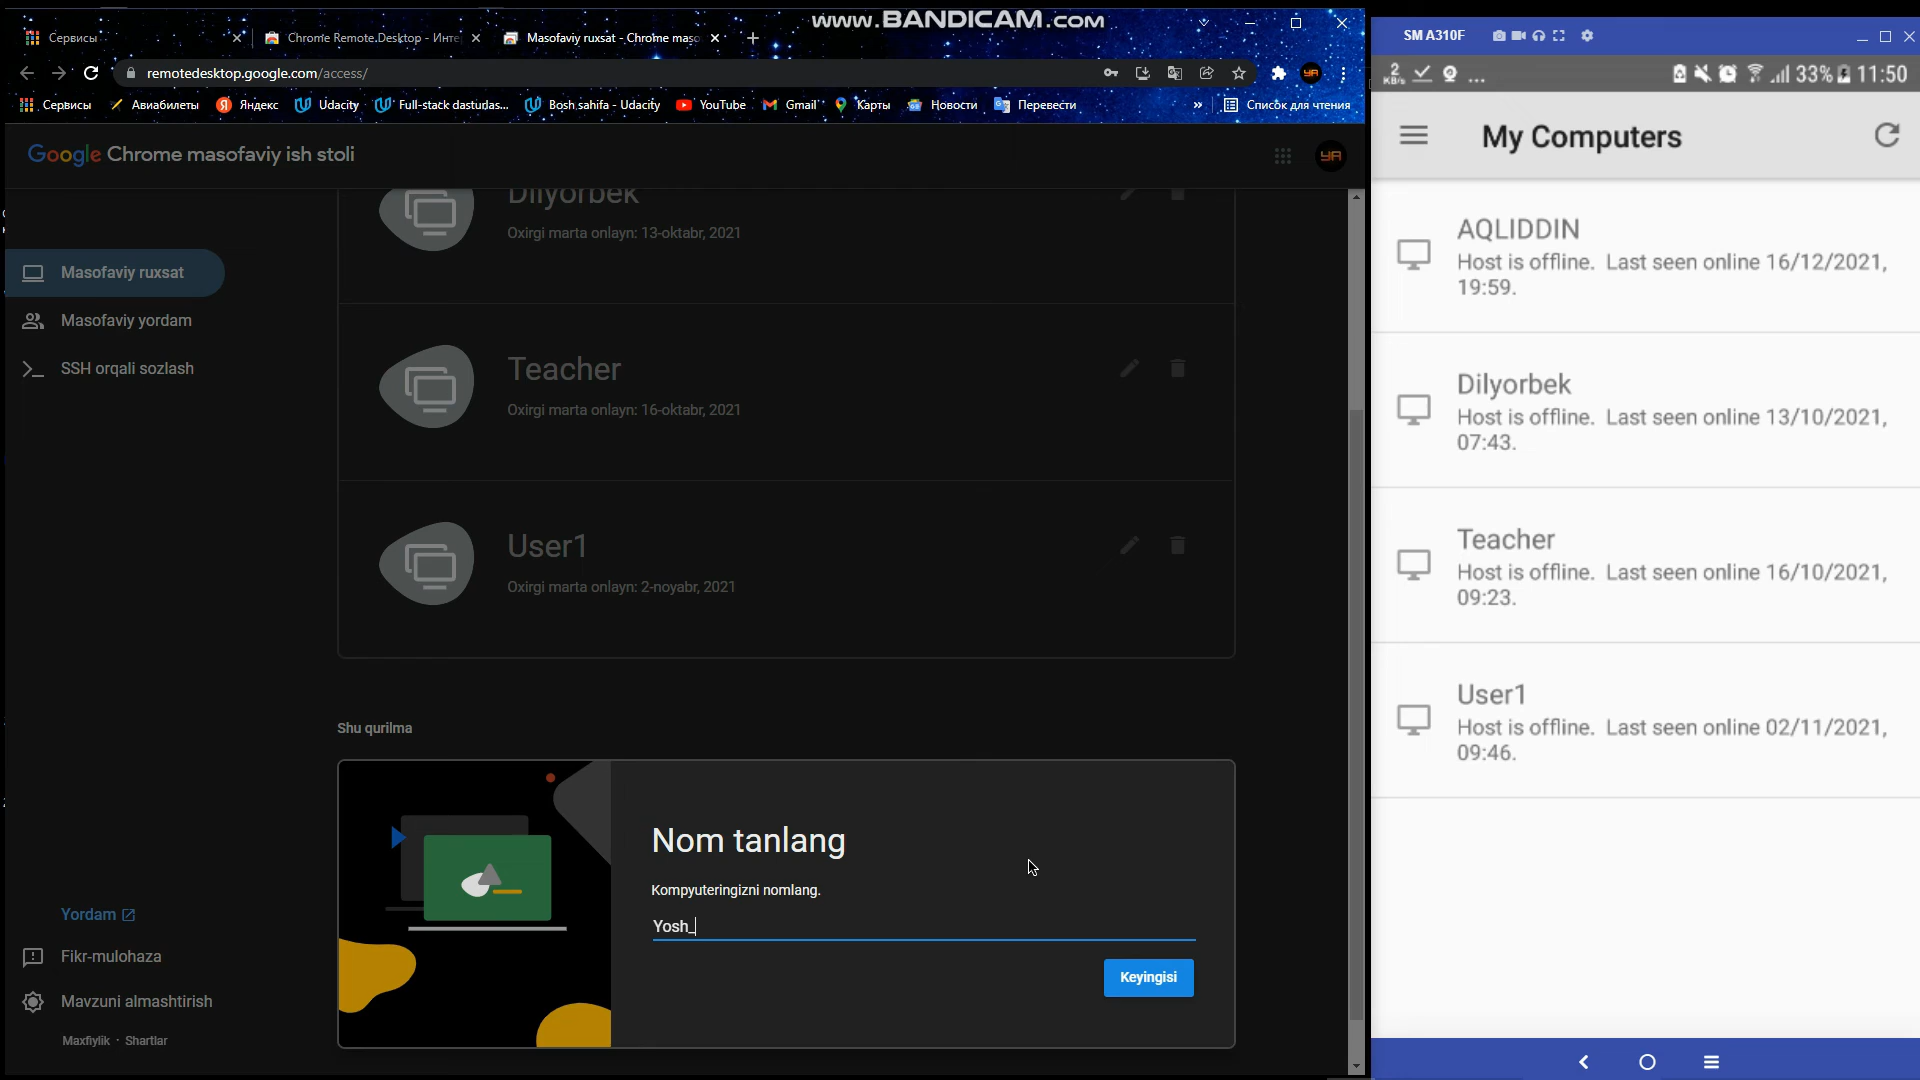 www.BANDICAM.com
Сервисы
Chrome Remote Desktop - Инте
Masofaviy ruxsat - Chrome maso
remotedesktop.google.com/access/
Сервисы
Авиабилеты
Яндекс
Udacity
Full-stack dasturlas...
Bosh sahifa - Udacity
YouTube
Gmail
Карты
Новости
Перевести
»
Список для чтения
Google Chrome masofaviy ish stoli
УА
Masofaviy ruxsat
Masofaviy yordam
SSH orqali sozlash
Dilyorbek
Oxirgi marta onlayn: 13-oktabr, 2021
Teacher
Oxirgi marta onlayn: 16-oktabr, 2021
User1
Oxirgi marta onlayn: 2-noyabr, 2021
Shu qurilma
Nom tanlang
Kompyuteringizni nomlang.
Yosh_
Keyingisi
Yordam
Fikr-mulohaza
Mavzuni almashtirish
Maxfiylik · Shartlar
SM A310F
2 KB/s ... 33% 11:50
My Computers
AQLIDDIN
Host is offline. Last seen online 16/12/2021,
19:59.
Dilyorbek
Host is offline. Last seen online 13/10/2021,
07:43.
Teacher
Host is offline. Last seen online 16/10/2021,
09:23.
User1
Host is offline. Last seen online 02/11/2021,
09:46.